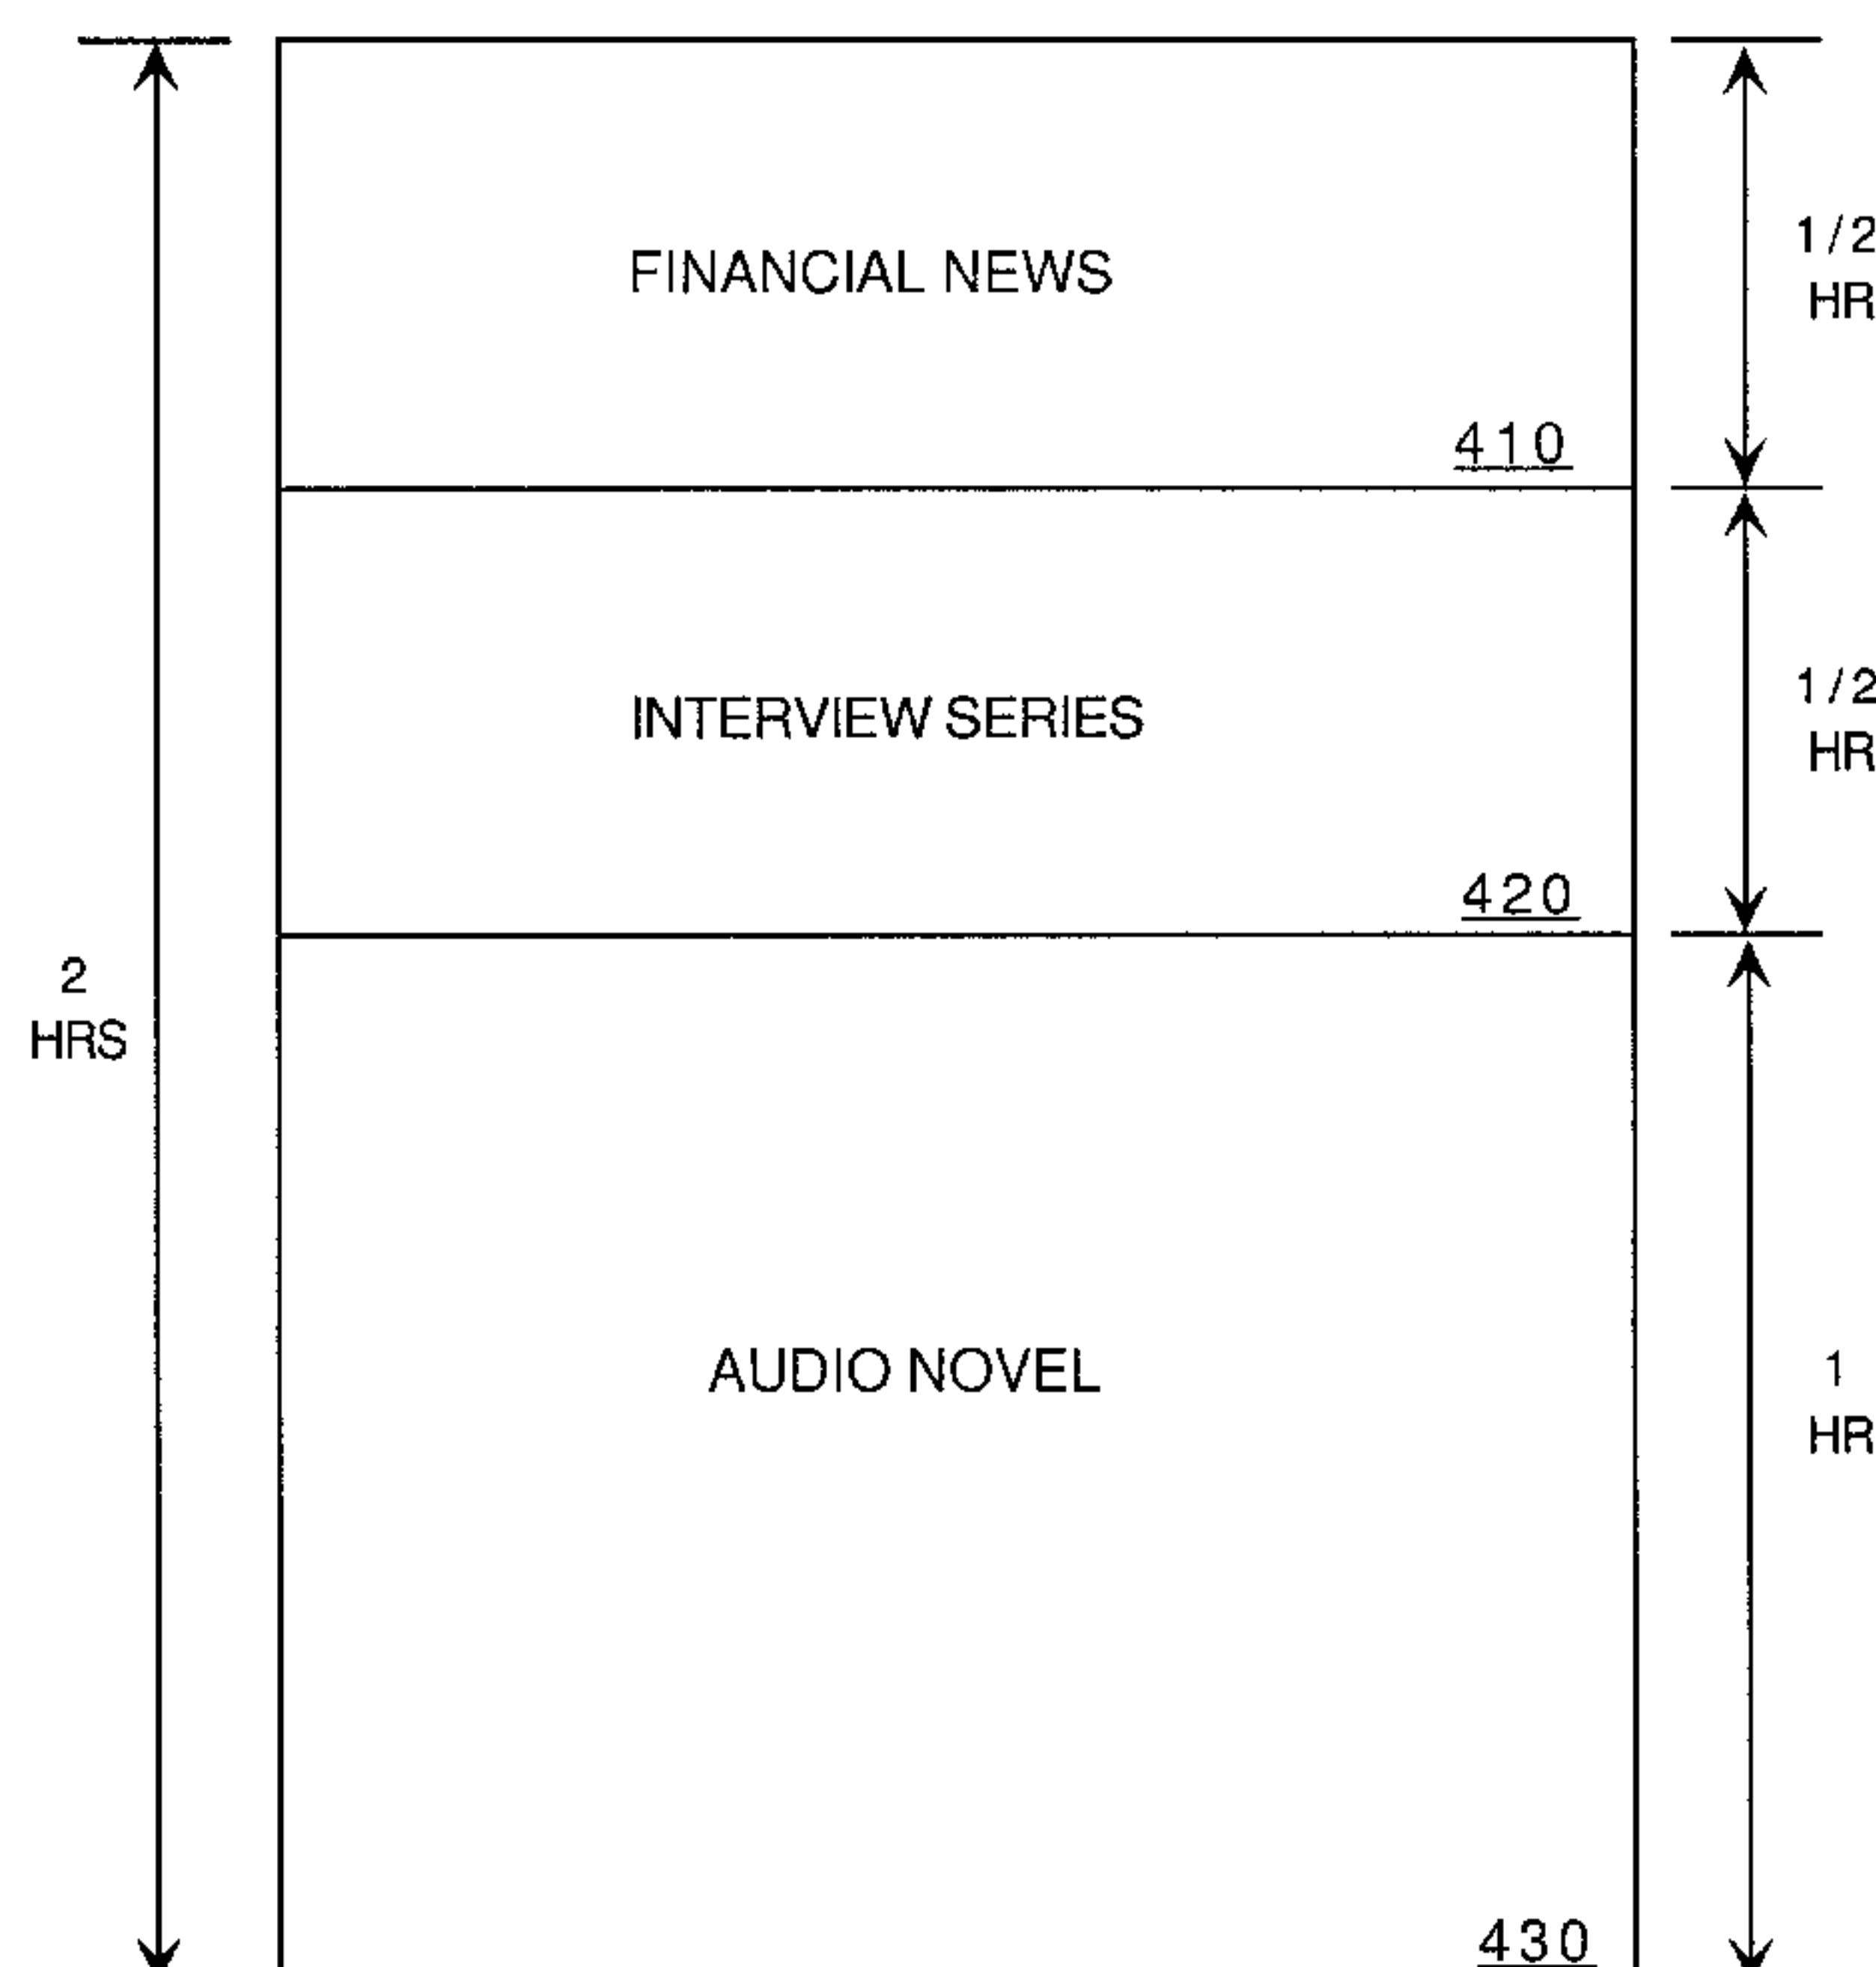 FINANCIAL NEWS
1/2
HR
410
INTERVIEW SERIES
1/2
HR
420
2
HRS
AUDIO NOVEL
1
HR
430